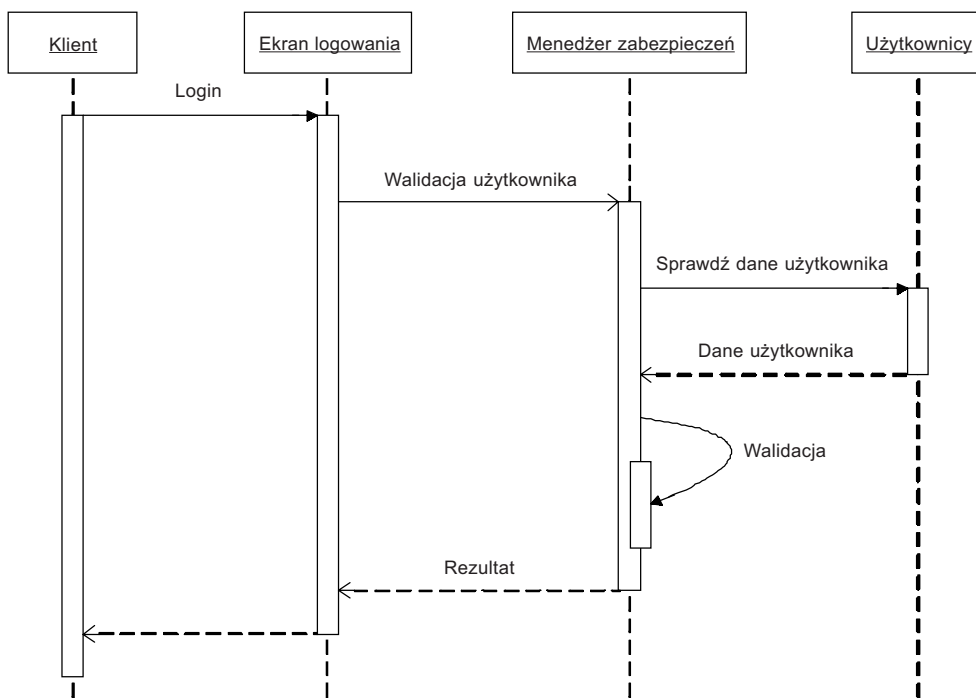 Klient
Ekran logowania
Menedżer zabezpieczeń
Użytkownicy
Login
Walidacja użytkownika
Sprawdź dane użytkownika
Dane użytkownika
Walidacja
Rezultat